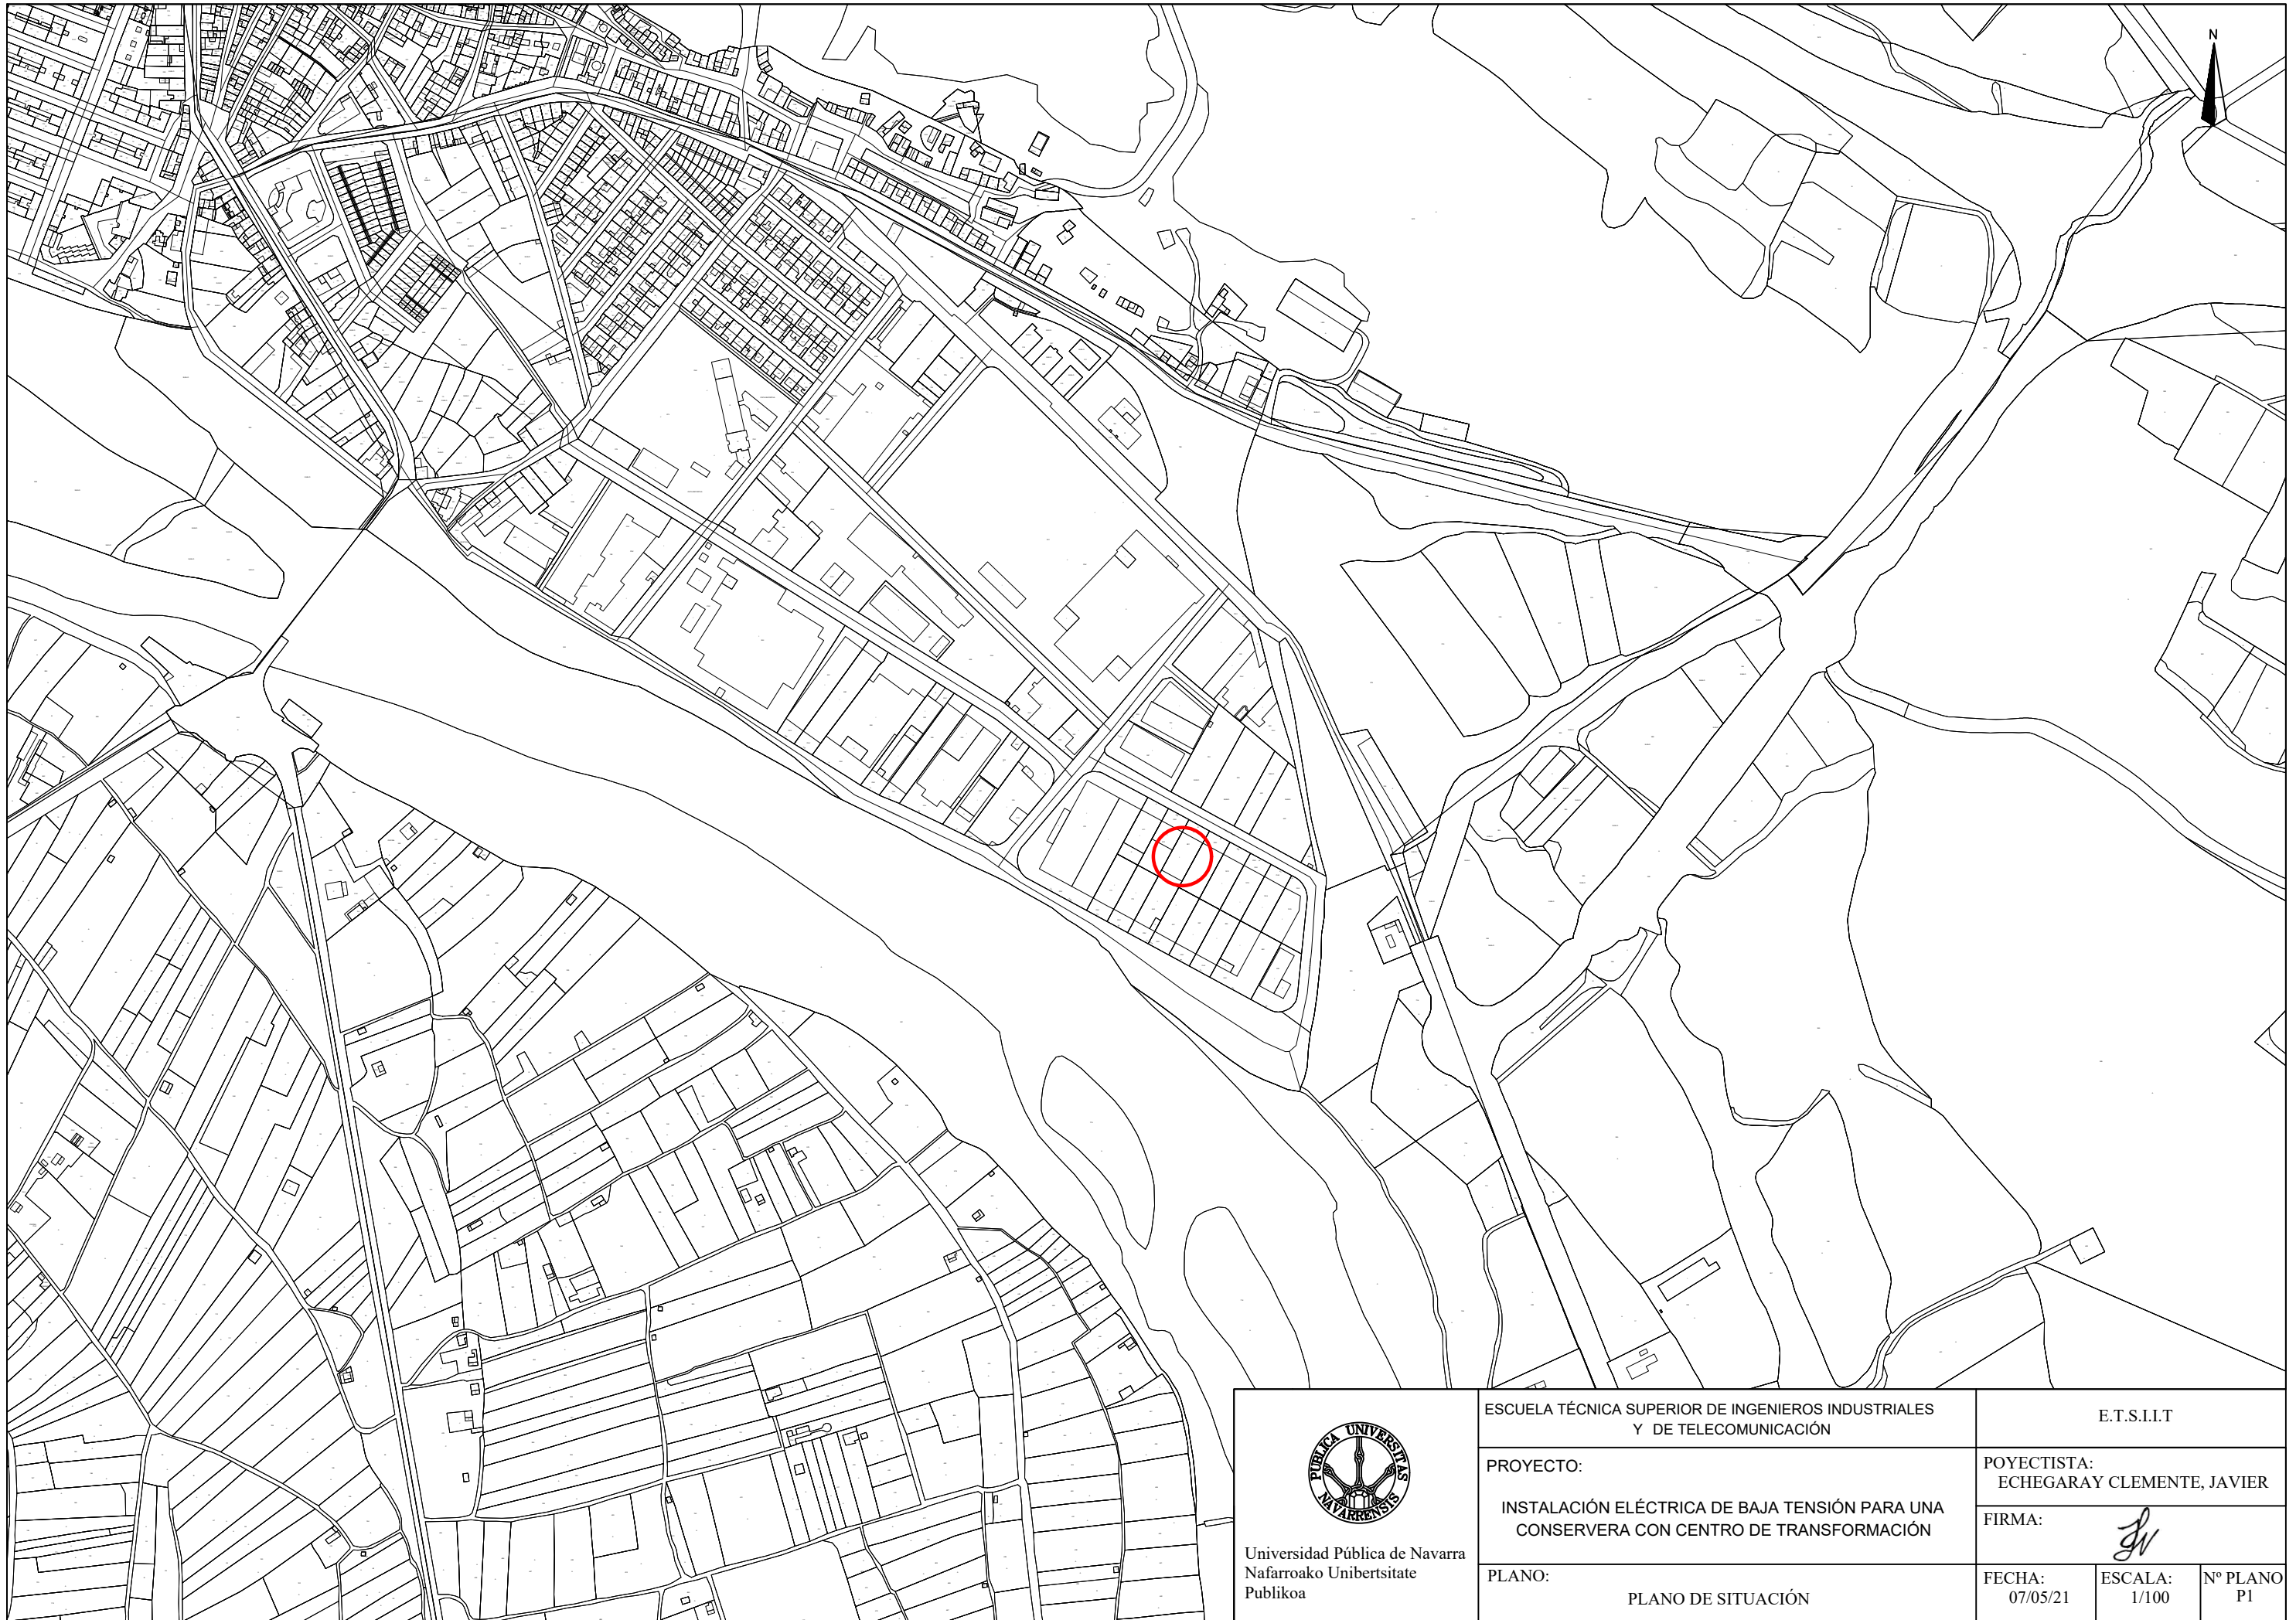 N
PUBLICA UNIVERSITAS
NAVARRENSIS
Universidad Pública de Navarra
Nafarroako Unibertsitate
Publikoa
ESCUELA TÉCNICA SUPERIOR DE INGENIEROS INDUSTRIALES
Y DE TELECOMUNICACIÓN
E.T.S.I.I.T
PROYECTO:
INSTALACIÓN ELÉCTRICA DE BAJA TENSIÓN PARA UNA
CONSERVERA CON CENTRO DE TRANSFORMACIÓN
POYECTISTA:
ECHEGARAY CLEMENTE, JAVIER
FIRMA:
PLANO:
PLANO DE SITUACIÓN
FECHA:
07/05/21
ESCALA:
1/100
Nº PLANO
P1